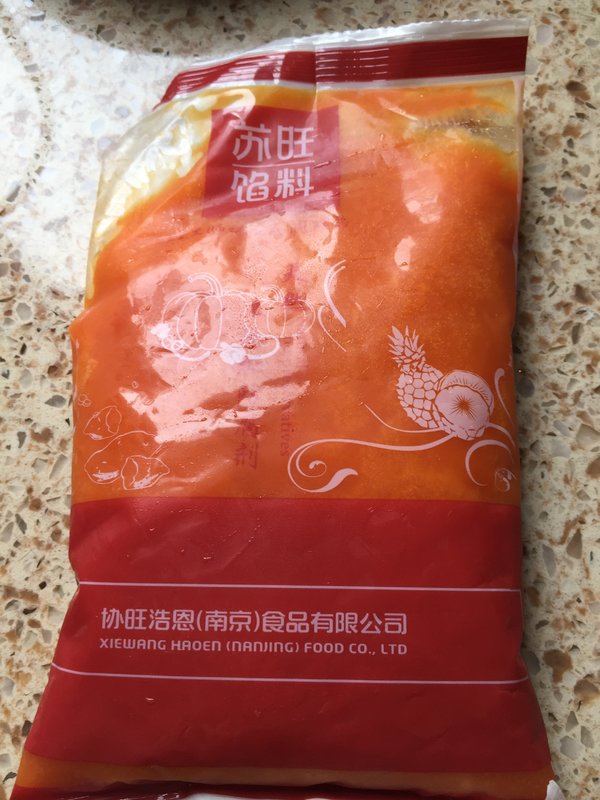 苏旺
馅料
协旺浩恩(南京)食品有限公司
XIEWANG HAOEN (NANJING) FOOD CO., LTD